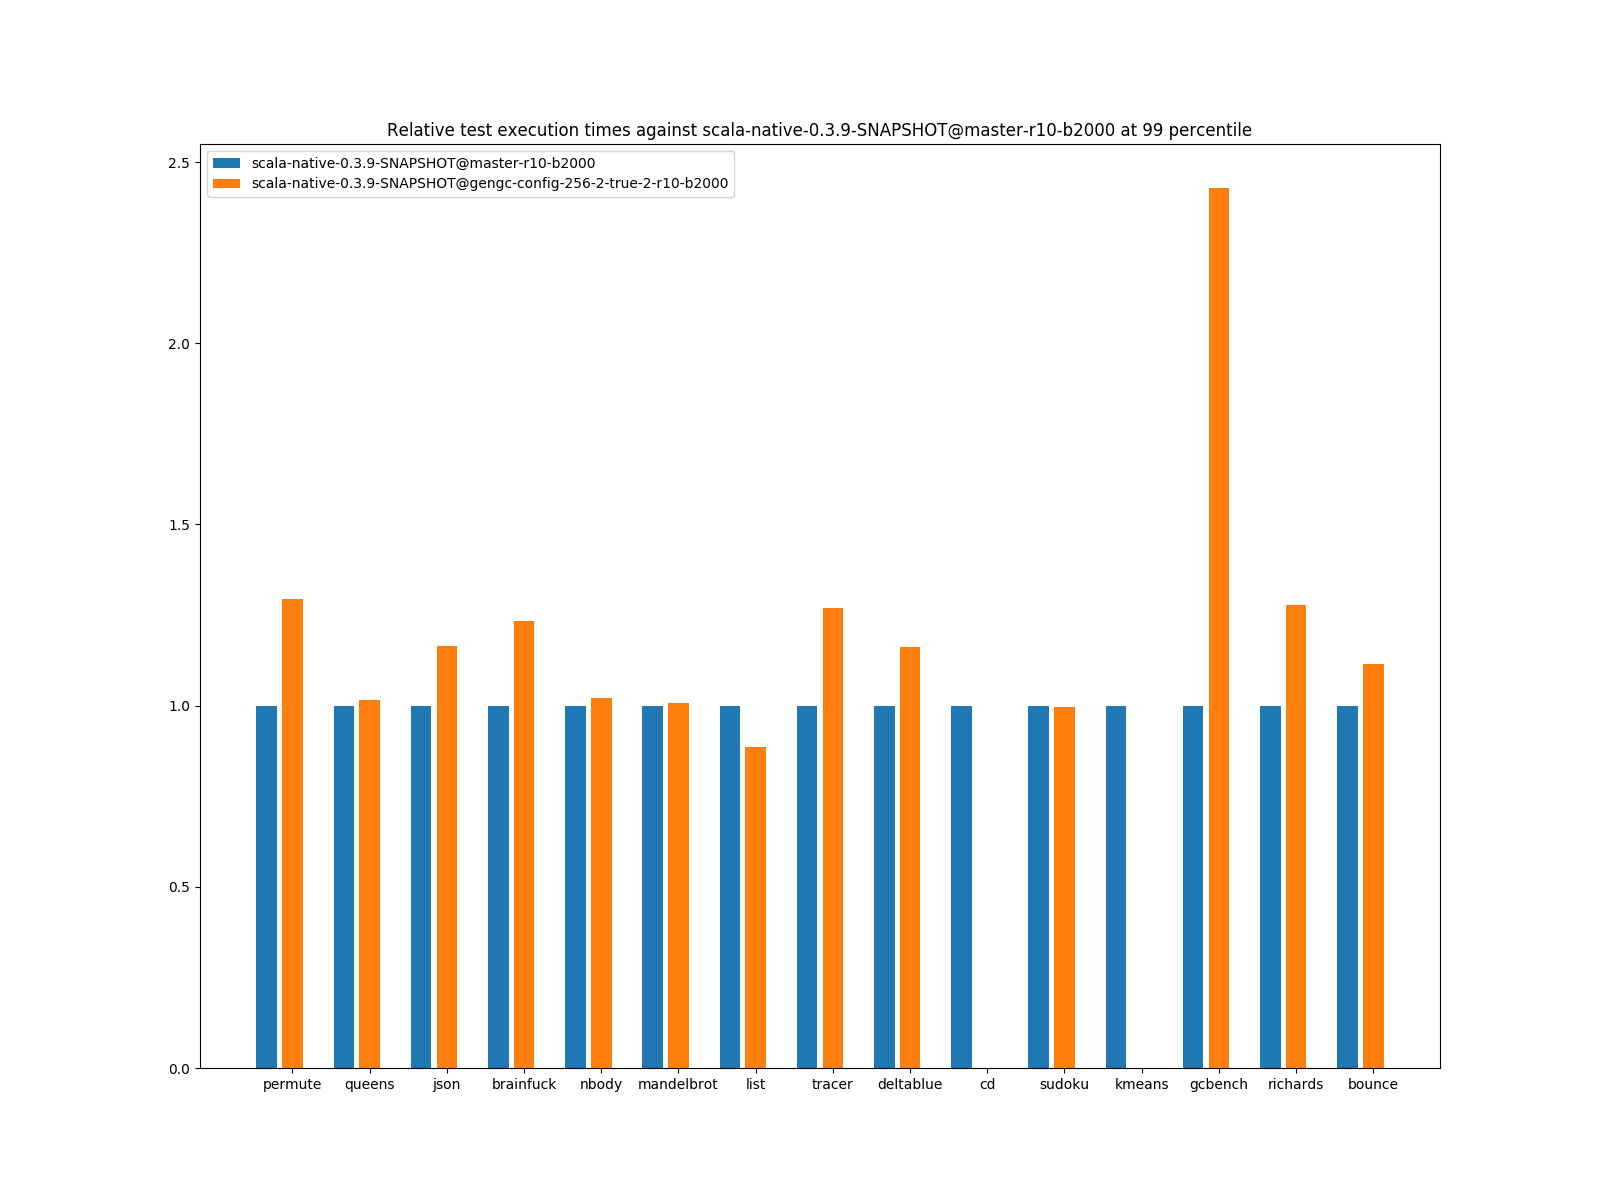 Relative test execution times against scala-native-0.3.9-SNAPSHOT@master-r10-b2000 at 99 percentile
scala-native-0.3.9-SNAPSHOT@master-r10-b2000
scala-native-0.3.9-SNAPSHOT@gengc-config-256-2-true-2-r10-b2000
2.5
2.0
1.5
1.0
0.5
0.0
permute queens json brainfuck nbody mandelbrot list tracer deltablue cd sudoku kmeans gcbench richards bounce